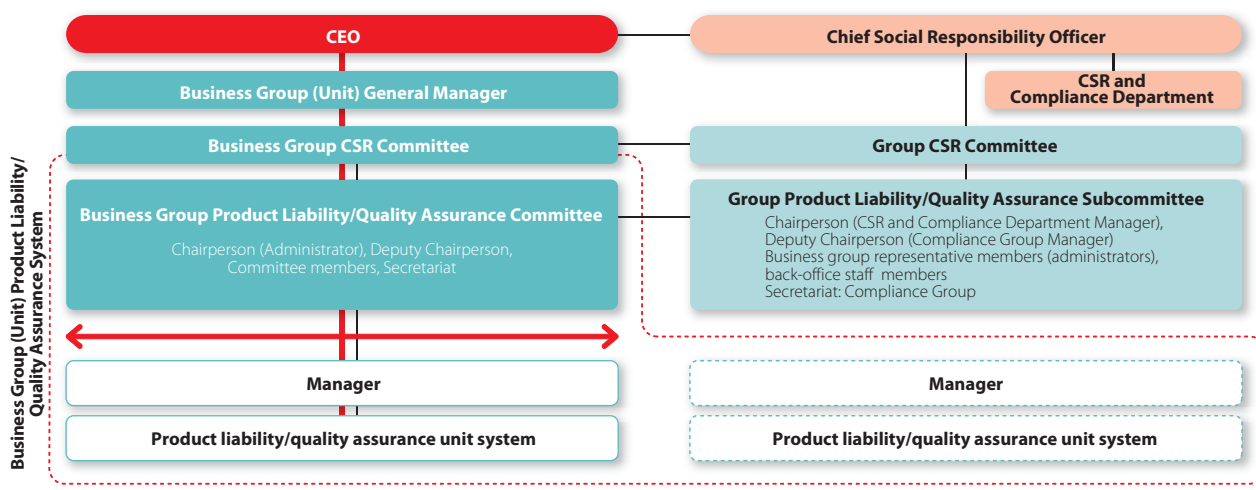 CEO
Chief Social Responsibility Officer
Business Group (Unit) General Manager
CSR and
Compliance Department
Business Group CSR Committee
Group CSR Committee
Business Group (Unit) Product Liability/
Quality Assurance System
Business Group Product Liability/Quality Assurance Committee
Chairperson (Administrator), Deputy Chairperson,
Committee members, Secretariat
Group Product Liability/Quality Assurance Subcommittee
Chairperson (CSR and Compliance Department Manager),
Deputy Chairperson (Compliance Group Manager)
Business group representative members (administrators),
back-office staff members
Secretariat: Compliance Group
Manager
Manager
Product liability/quality assurance unit system
Product liability/quality assurance unit system